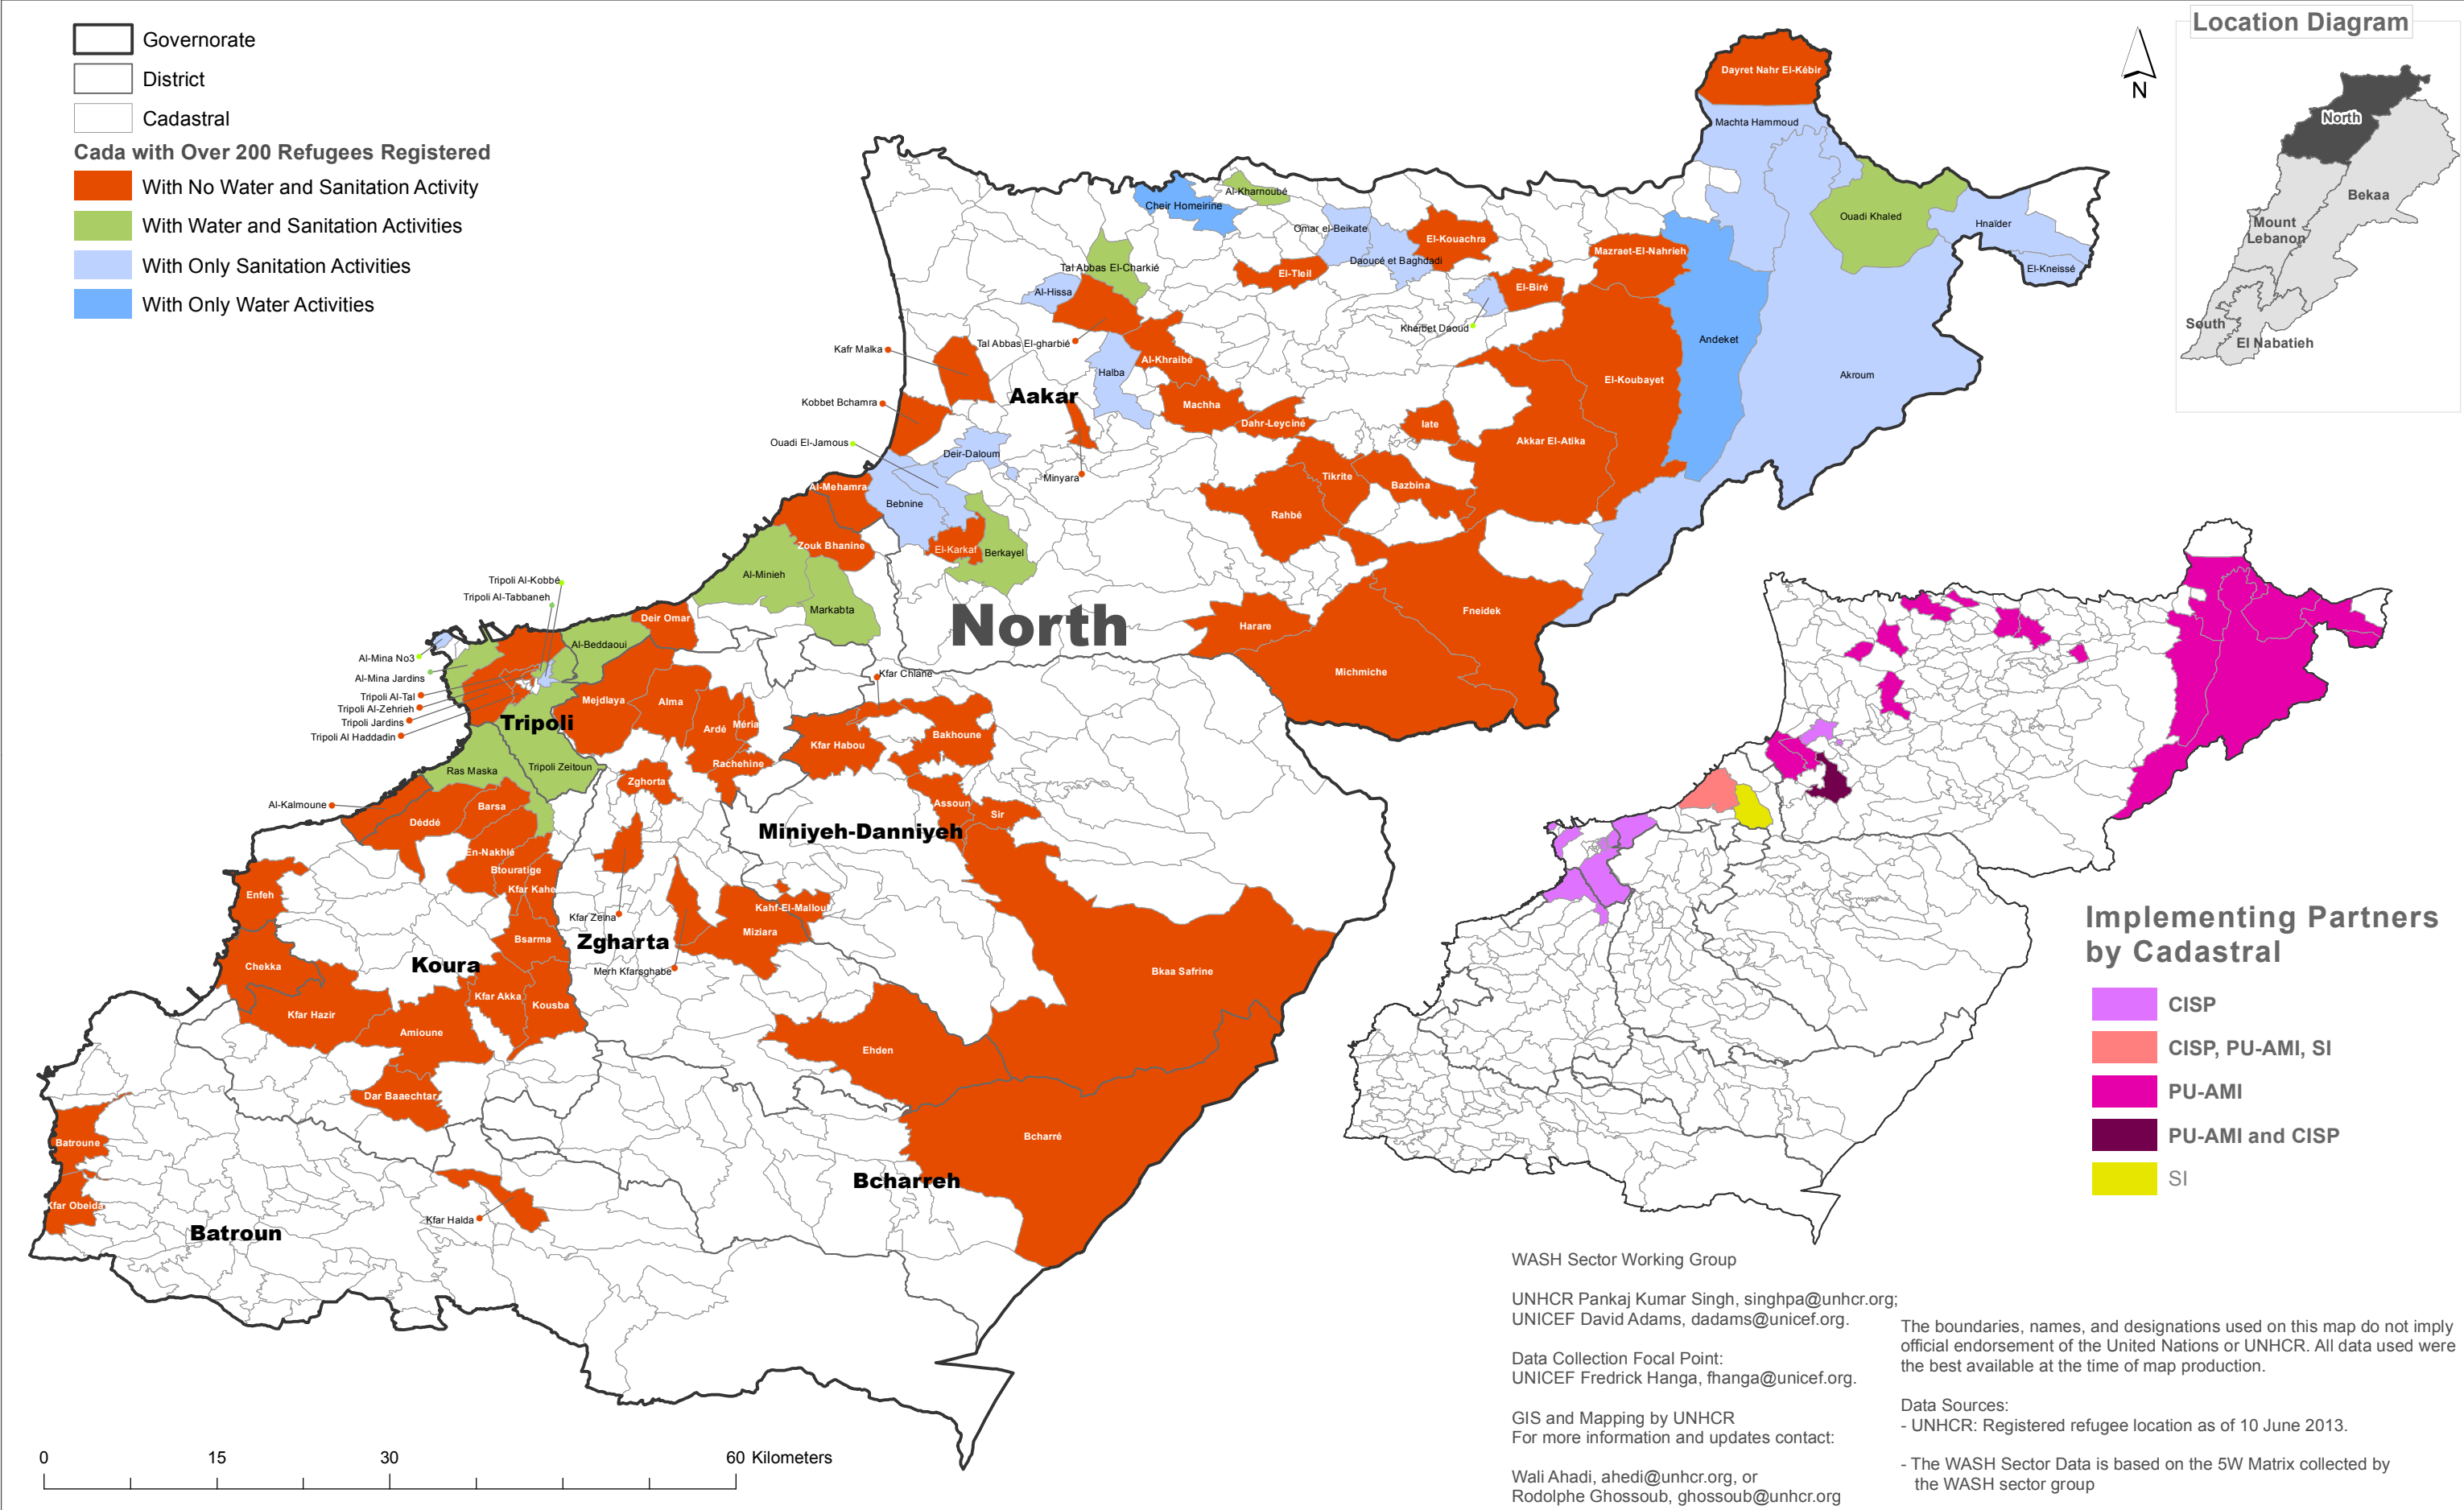 Governorate
District
Cadastral
Cada with Over 200 Refugees Registered
With No Water and Sanitation Activity
With Water and Sanitation Activities
With Only Sanitation Activities
With Only Water Activities
Location Diagram
N
North
Bekaa
Mount
Lebanon
South
El Nabatieh
Dayret Nahr El-Kébir
Machta Hammoud
Al-Kharnoubé
Cheir Homeirine
Ouadi Khaled
Hnaïder
Omar el-Beikate
El-Kouachra
Mazraet-El-Nahrieh
Daoucé et Baghdadi
Tal Abbas El-Charkié
El-Tleil
El-Kneissé
El-Biré
Al-Hissa
Kherbet Daoud
Andeket
Tal Abbas El-gharbié
Kafr Malka
Al-Khraibé
Halba
Akroum
El-Koubayet
Aakar
Kobbet Bchamra
Machha
Dahr-Leyciné
Iate
Akkar El-Atika
Ouadi El-Jamous
Deir-Daloum
Minyara
Tikrite
Bazbina
Al-Mehamra
Bebnine
Rahbé
Zouk Bhanine
El-Karkaf
Berkayel
Al-Minieh
Tripoli Al-Kobbé
Tripoli Al-Tabbaneh
Markabta
Fneidek
Deir Omar
North
Harare
Al-Beddaoui
Al-Mina No3
Al-Mina Jardins
Kfar Chlane
Michmiche
Tripoli Al-Tal
Mejdlaya
Alma
Tripoli Al-Zehrieh
Tripoli Jardins
Tripoli
Ardé
Méria
Tripoli Al Haddadin
Kfar Habou
Bakhoune
Rachehine
Ras Maska
Tripoli Zeitoun
Zghorta
Al-Kalmoune
Barsa
Assoun
Sir
Déddé
Miniyeh-Danniyeh
En-Nakhlé
Btouratige
Kfar Kahe
Enfeh
Kfar Zeina
Kahf-El-Malloul
Miziara
Bsarma
Zgharta
Koura
Chekka
Merh Kfarsghabe
Bkaa Safrine
Kfar Akka
Kousba
Kfar Hazir
Amioune
Ehden
Dar Baaechtar
Batroune
Bcharré
Bcharreh
Kfar Obeida
Kfar Halda
Batroun
Implementing Partners
by Cadastral
CISP
CISP, PU-AMI, SI
PU-AMI
PU-AMI and CISP
SI
WASH Sector Working Group
UNHCR Pankaj Kumar Singh, singhpa@unhcr.org;
UNICEF David Adams, dadams@unicef.org.
Data Collection Focal Point:
UNICEF Fredrick Hanga, fhanga@unicef.org.
GIS and Mapping by UNHCR
For more information and updates contact:
Wali Ahadi, ahedi@unhcr.org, or
Rodolphe Ghossoub, ghossoub@unhcr.org
The boundaries, names, and designations used on this map do not imply
official endorsement of the United Nations or UNHCR. All data used were
the best available at the time of map production.
Data Sources:
- UNHCR: Registered refugee location as of 10 June 2013.
- The WASH Sector Data is based on the 5W Matrix collected by
the WASH sector group
0 15 30 60 Kilometers